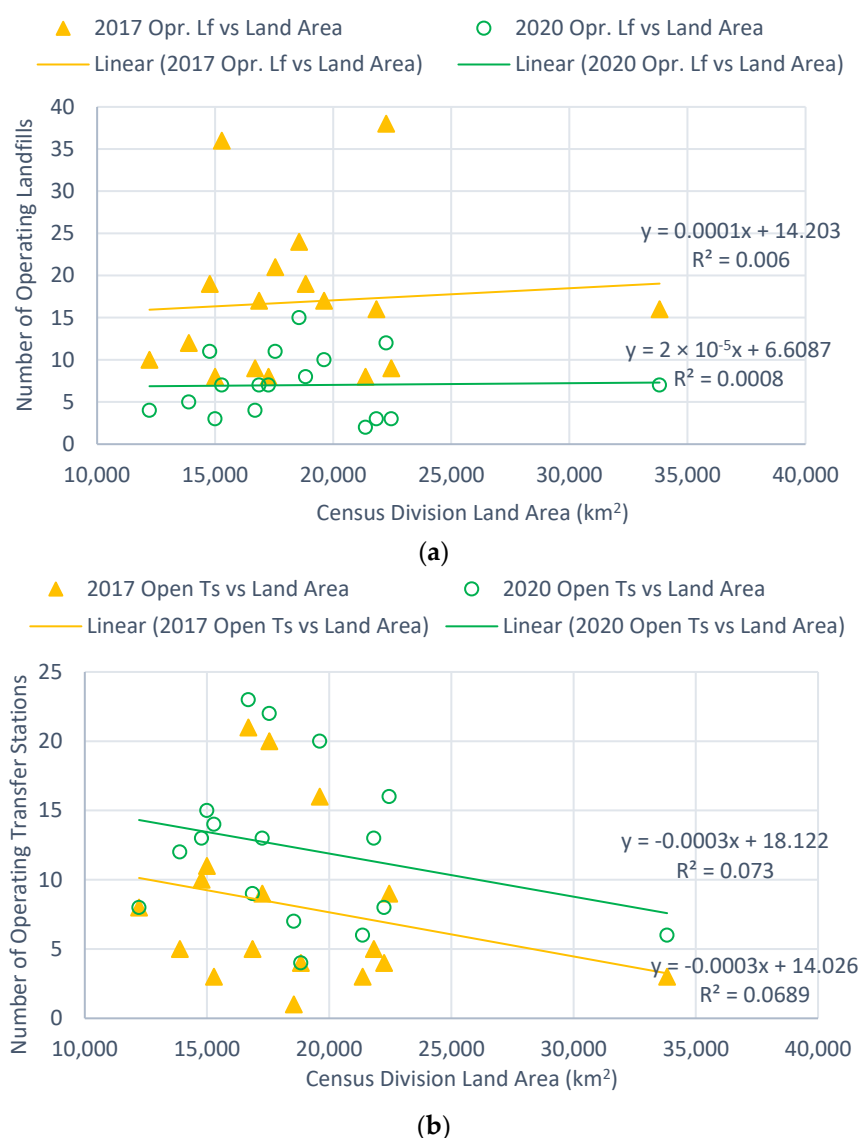 2017 Opr. Lf vs Land Area 2020 Opr. Lf vs Land Area
Linear (2017 Opr. Lf vs Land Area) Linear (2020 Opr. Lf vs Land Area)
Number of Operating Landfills
40
35
30
25
20
15
10
5
0
y = 0.0001x + 14.203
R² = 0.006
y = 2 × 10⁻⁵x + 6.6087
R² = 0.0008
10,000 15,000 20,000 25,000 30,000 35,000 40,000
Census Division Land Area (km²)
(a)
2017 Open Ts vs Land Area 2020 Open Ts vs Land Area
Linear (2017 Open Ts vs Land Area) Linear (2020 Open Ts vs Land Area)
Number of Operating Transfer Stations
25
20
15
10
5
0
y = -0.0003x + 18.122
R² = 0.073
y = -0.0003x + 14.026
R² = 0.0689
10,000 15,000 20,000 25,000 30,000 35,000 40,000
Census Division Land Area (km²)
(b)